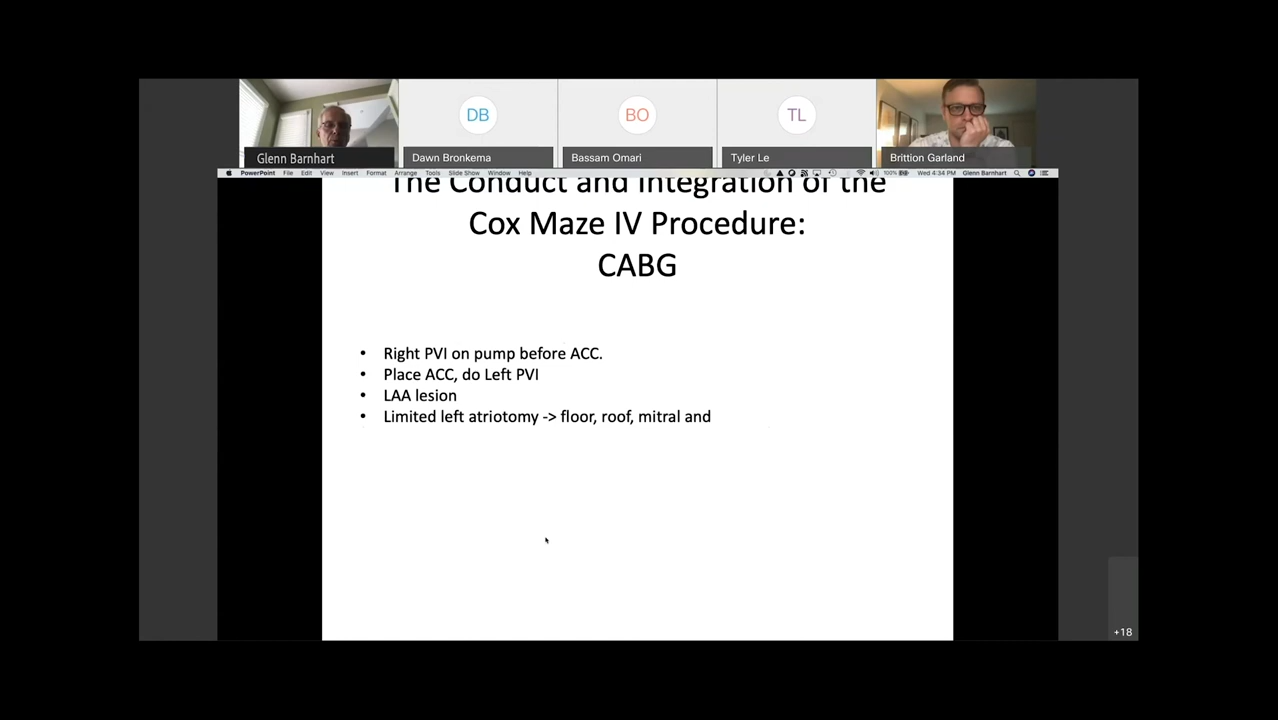 DB
BO
TL
Glenn Barnhart
Dawn Bronkema
Bassam Omari
Tyler Le
Brittion Garland
PowerPoint File Edit View Insert Format Arrange Tools Slide Show Window Help 100% Wed 4:34 PM Glenn Barnhart
The Conduct and Integration of the
Cox Maze IV Procedure:
CABG
• Right PVI on pump before ACC.
• Place ACC, do Left PVI
• LAA lesion
• Limited left atriotomy -> floor, roof, mitral and
+18